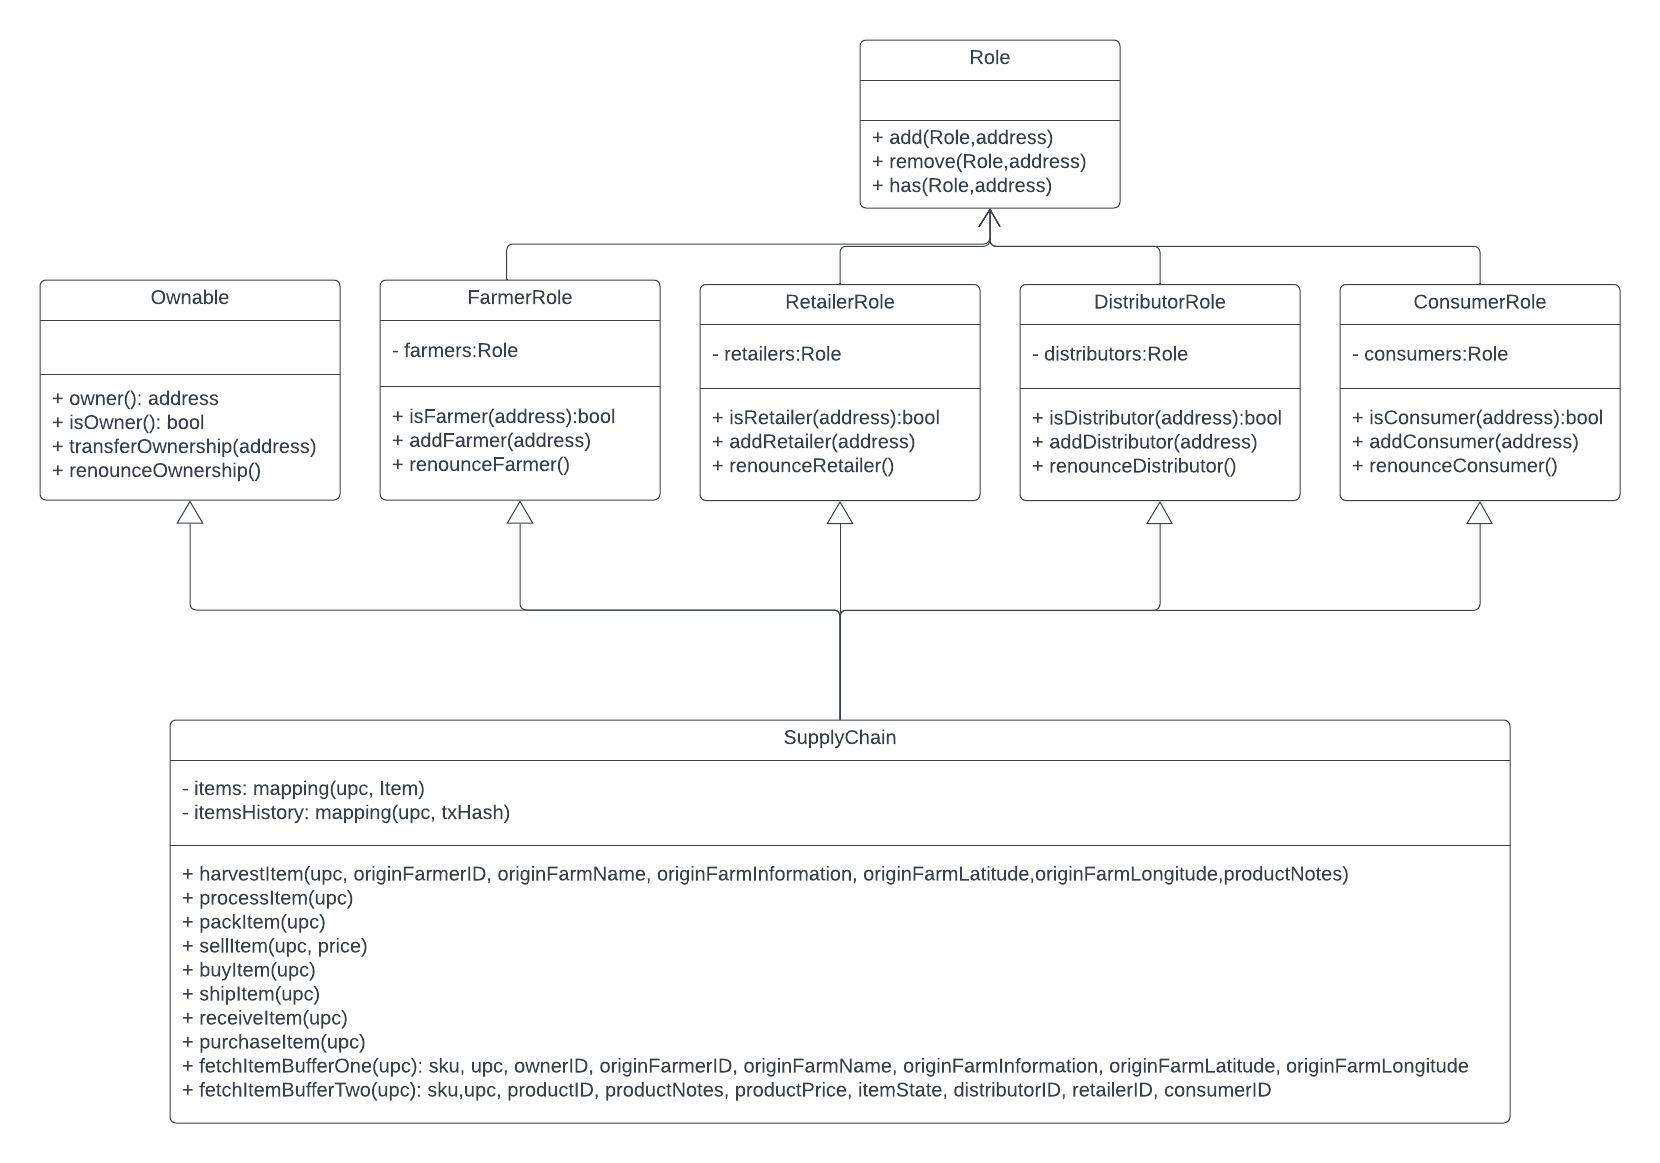 Role
+ add(Role,address)
+ remove(Role,address)
+ has(Role,address)
Ownable
+ owner(): address
+ isOwner(): bool
+ transferOwnership(address)
+ renounceOwnership()
FarmerRole
- farmers:Role
+ isFarmer(address):bool
+ addFarmer(address)
+ renounceFarmer()
RetailerRole
- retailers:Role
+ isRetailer(address):bool
+ addRetailer(address)
+ renounceRetailer()
DistributorRole
- distributors:Role
+ isDistributor(address):bool
+ addDistributor(address)
+ renounceDistributor()
ConsumerRole
- consumers:Role
+ isConsumer(address):bool
+ addConsumer(address)
+ renounceConsumer()
SupplyChain
- items: mapping(upc, Item)
- itemsHistory: mapping(upc, txHash)
+ harvestItem(upc, originFarmerID, originFarmName, originFarmInformation, originFarmLatitude,originFarmLongitude,productNotes)
+ processItem(upc)
+ packItem(upc)
+ sellItem(upc, price)
+ buyItem(upc)
+ shipItem(upc)
+ receiveItem(upc)
+ purchaseItem(upc)
+ fetchItemBufferOne(upc): sku, upc, ownerID, originFarmerID, originFarmName, originFarmInformation, originFarmLatitude, originFarmLongitude
+ fetchItemBufferTwo(upc): sku,upc, productID, productNotes, productPrice, itemState, distributorID, retailerID, consumerID